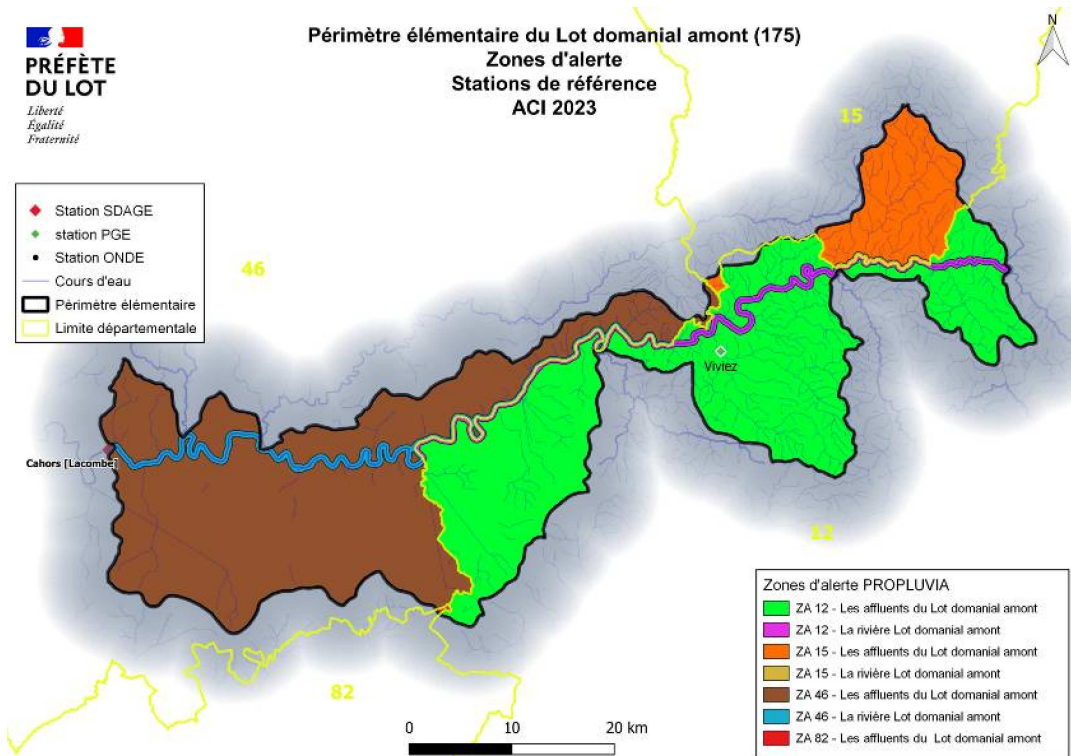 PRÉFÈTE
DU LOT
Liberté
Égalité
Fraternité
Périmètre élémentaire du Lot domanial amont (175)
Zones d'alerte
Stations de référence
ACI 2023
N
15
Station SDAGE
station PGE
Station ONDE
Cours d'eau
Périmètre élémentaire
Limite départementale
46
Viviez
Cahors [Lacombe]
12
82
0 10 20 km
Zones d'alerte PROPLUVIA
ZA 12 - Les affluents du Lot domanial amont
ZA 12 - La rivière Lot domanial amont
ZA 15 - Les affluents du Lot domanial amont
ZA 15 - La rivière Lot domanial amont
ZA 46 - Les affluents du Lot domanial amont
ZA 46 - La rivière Lot domanial amont
ZA 82 - Les affluents du Lot domanial amont